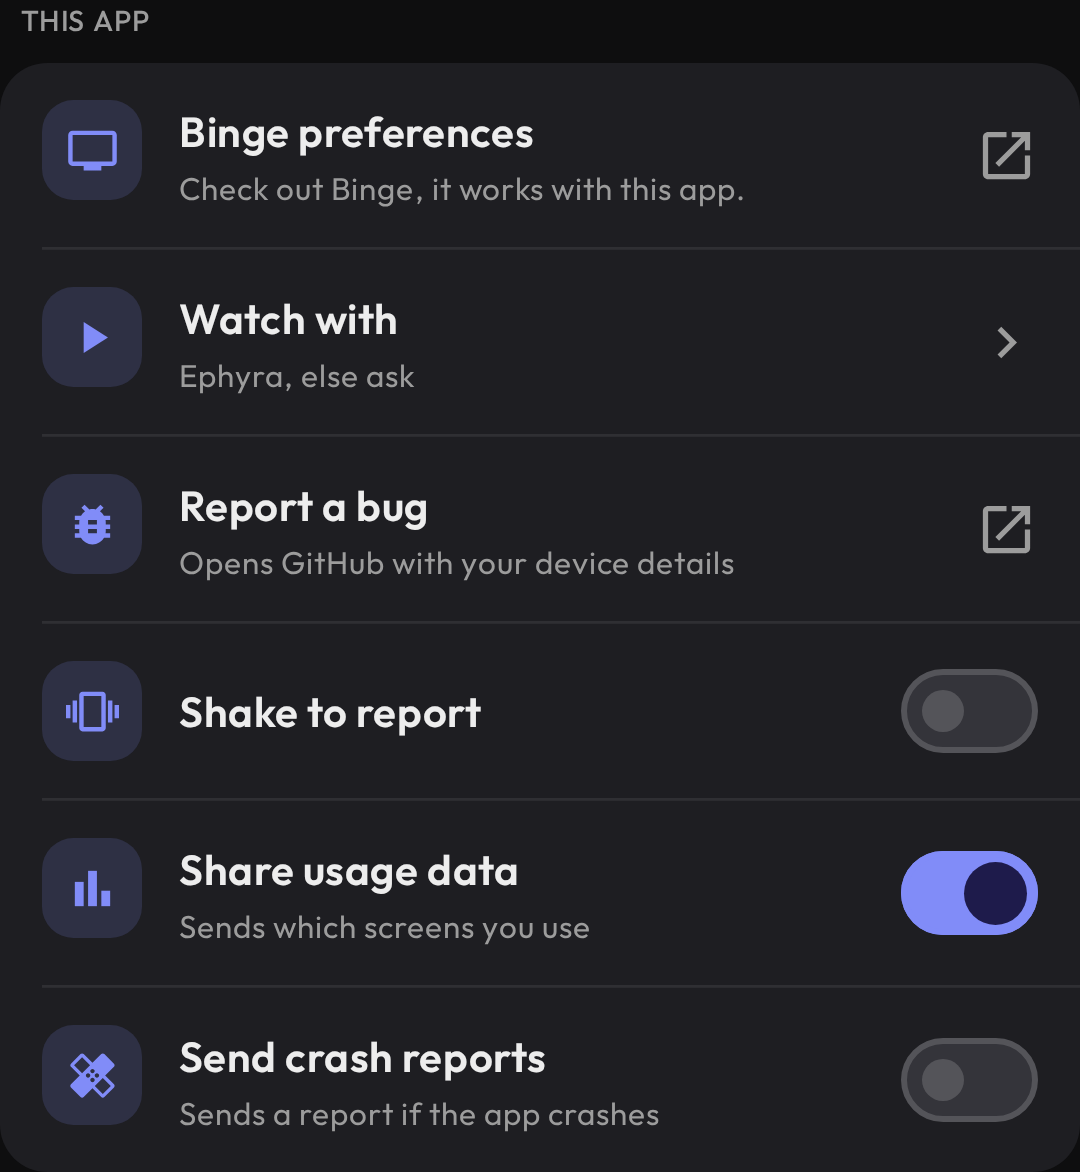 THIS APP
Binge preferences
Check out Binge, it works with this app.
Watch with
Ephyra, else ask
Report a bug
Opens GitHub with your device details
Shake to report
Share usage data
Sends which screens you use
Send crash reports
Sends a report if the app crashes